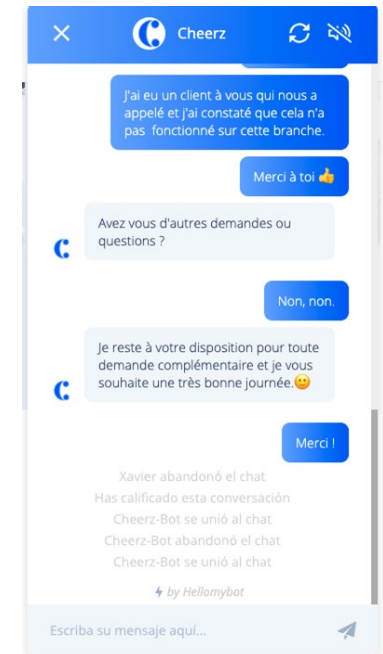 Cheerz
J'ai eu un client à vous qui nous a
appelé et j'ai constaté que cela n'a
pas fonctionné sur cette branche.
Merci à toi 👍
Avez vous d'autres demandes ou
questions ?
Non, non.
Je reste à votre disposition pour toute
demande complémentaire et je vous
souhaite une très bonne journée.🙂
Merci !
Xavier abandonó el chat
Has calificado esta conversación
Cheerz-Bot se unió al chat
Cheerz-Bot abandonó el chat
Cheerz-Bot se unió al chat
by Hellomybot
Escriba su mensaje aquí...